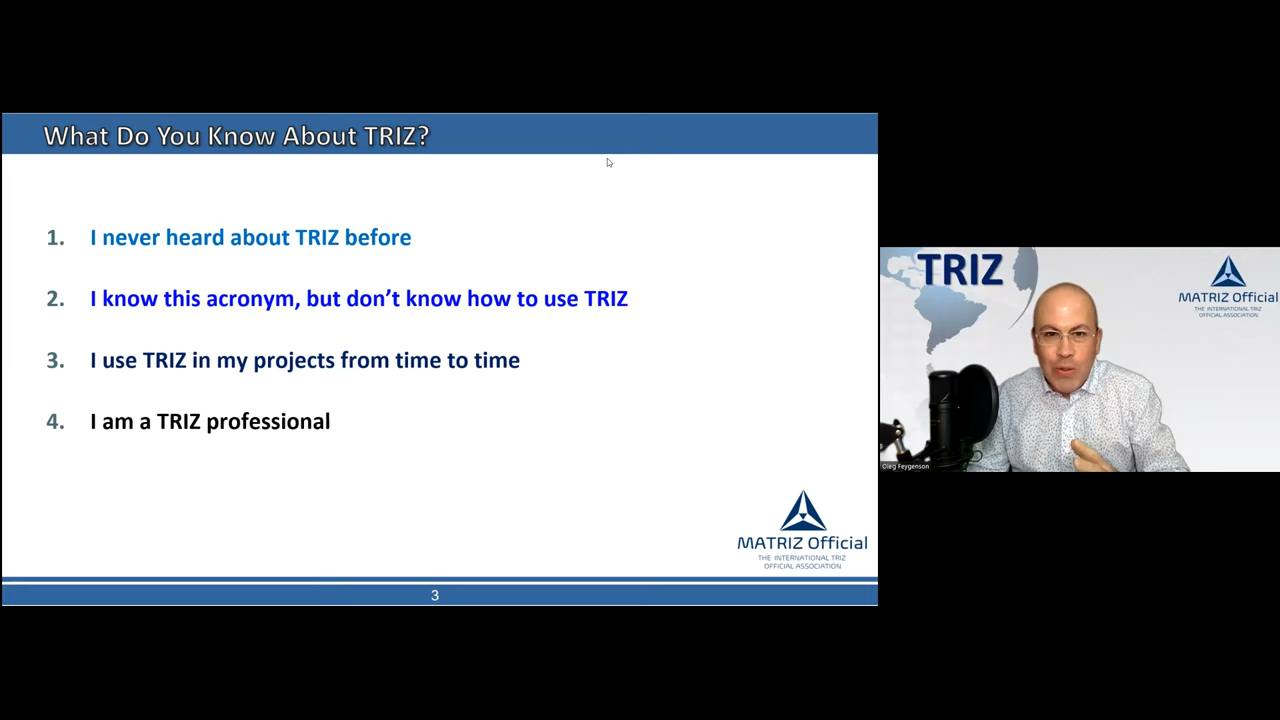 What Do You Know About TRIZ?
1. I never heard about TRIZ before
2. I know this acronym, but don't know how to use TRIZ
3. I use TRIZ in my projects from time to time
4. I am a TRIZ professional
MATRIZ Official
THE INTERNATIONAL TRIZ
OFFICIAL ASSOCIATION
3
TRIZ
MATRIZ Official
THE INTERNATIONAL TRIZ
OFFICIAL ASSOCIATION
Oleg Feygenson